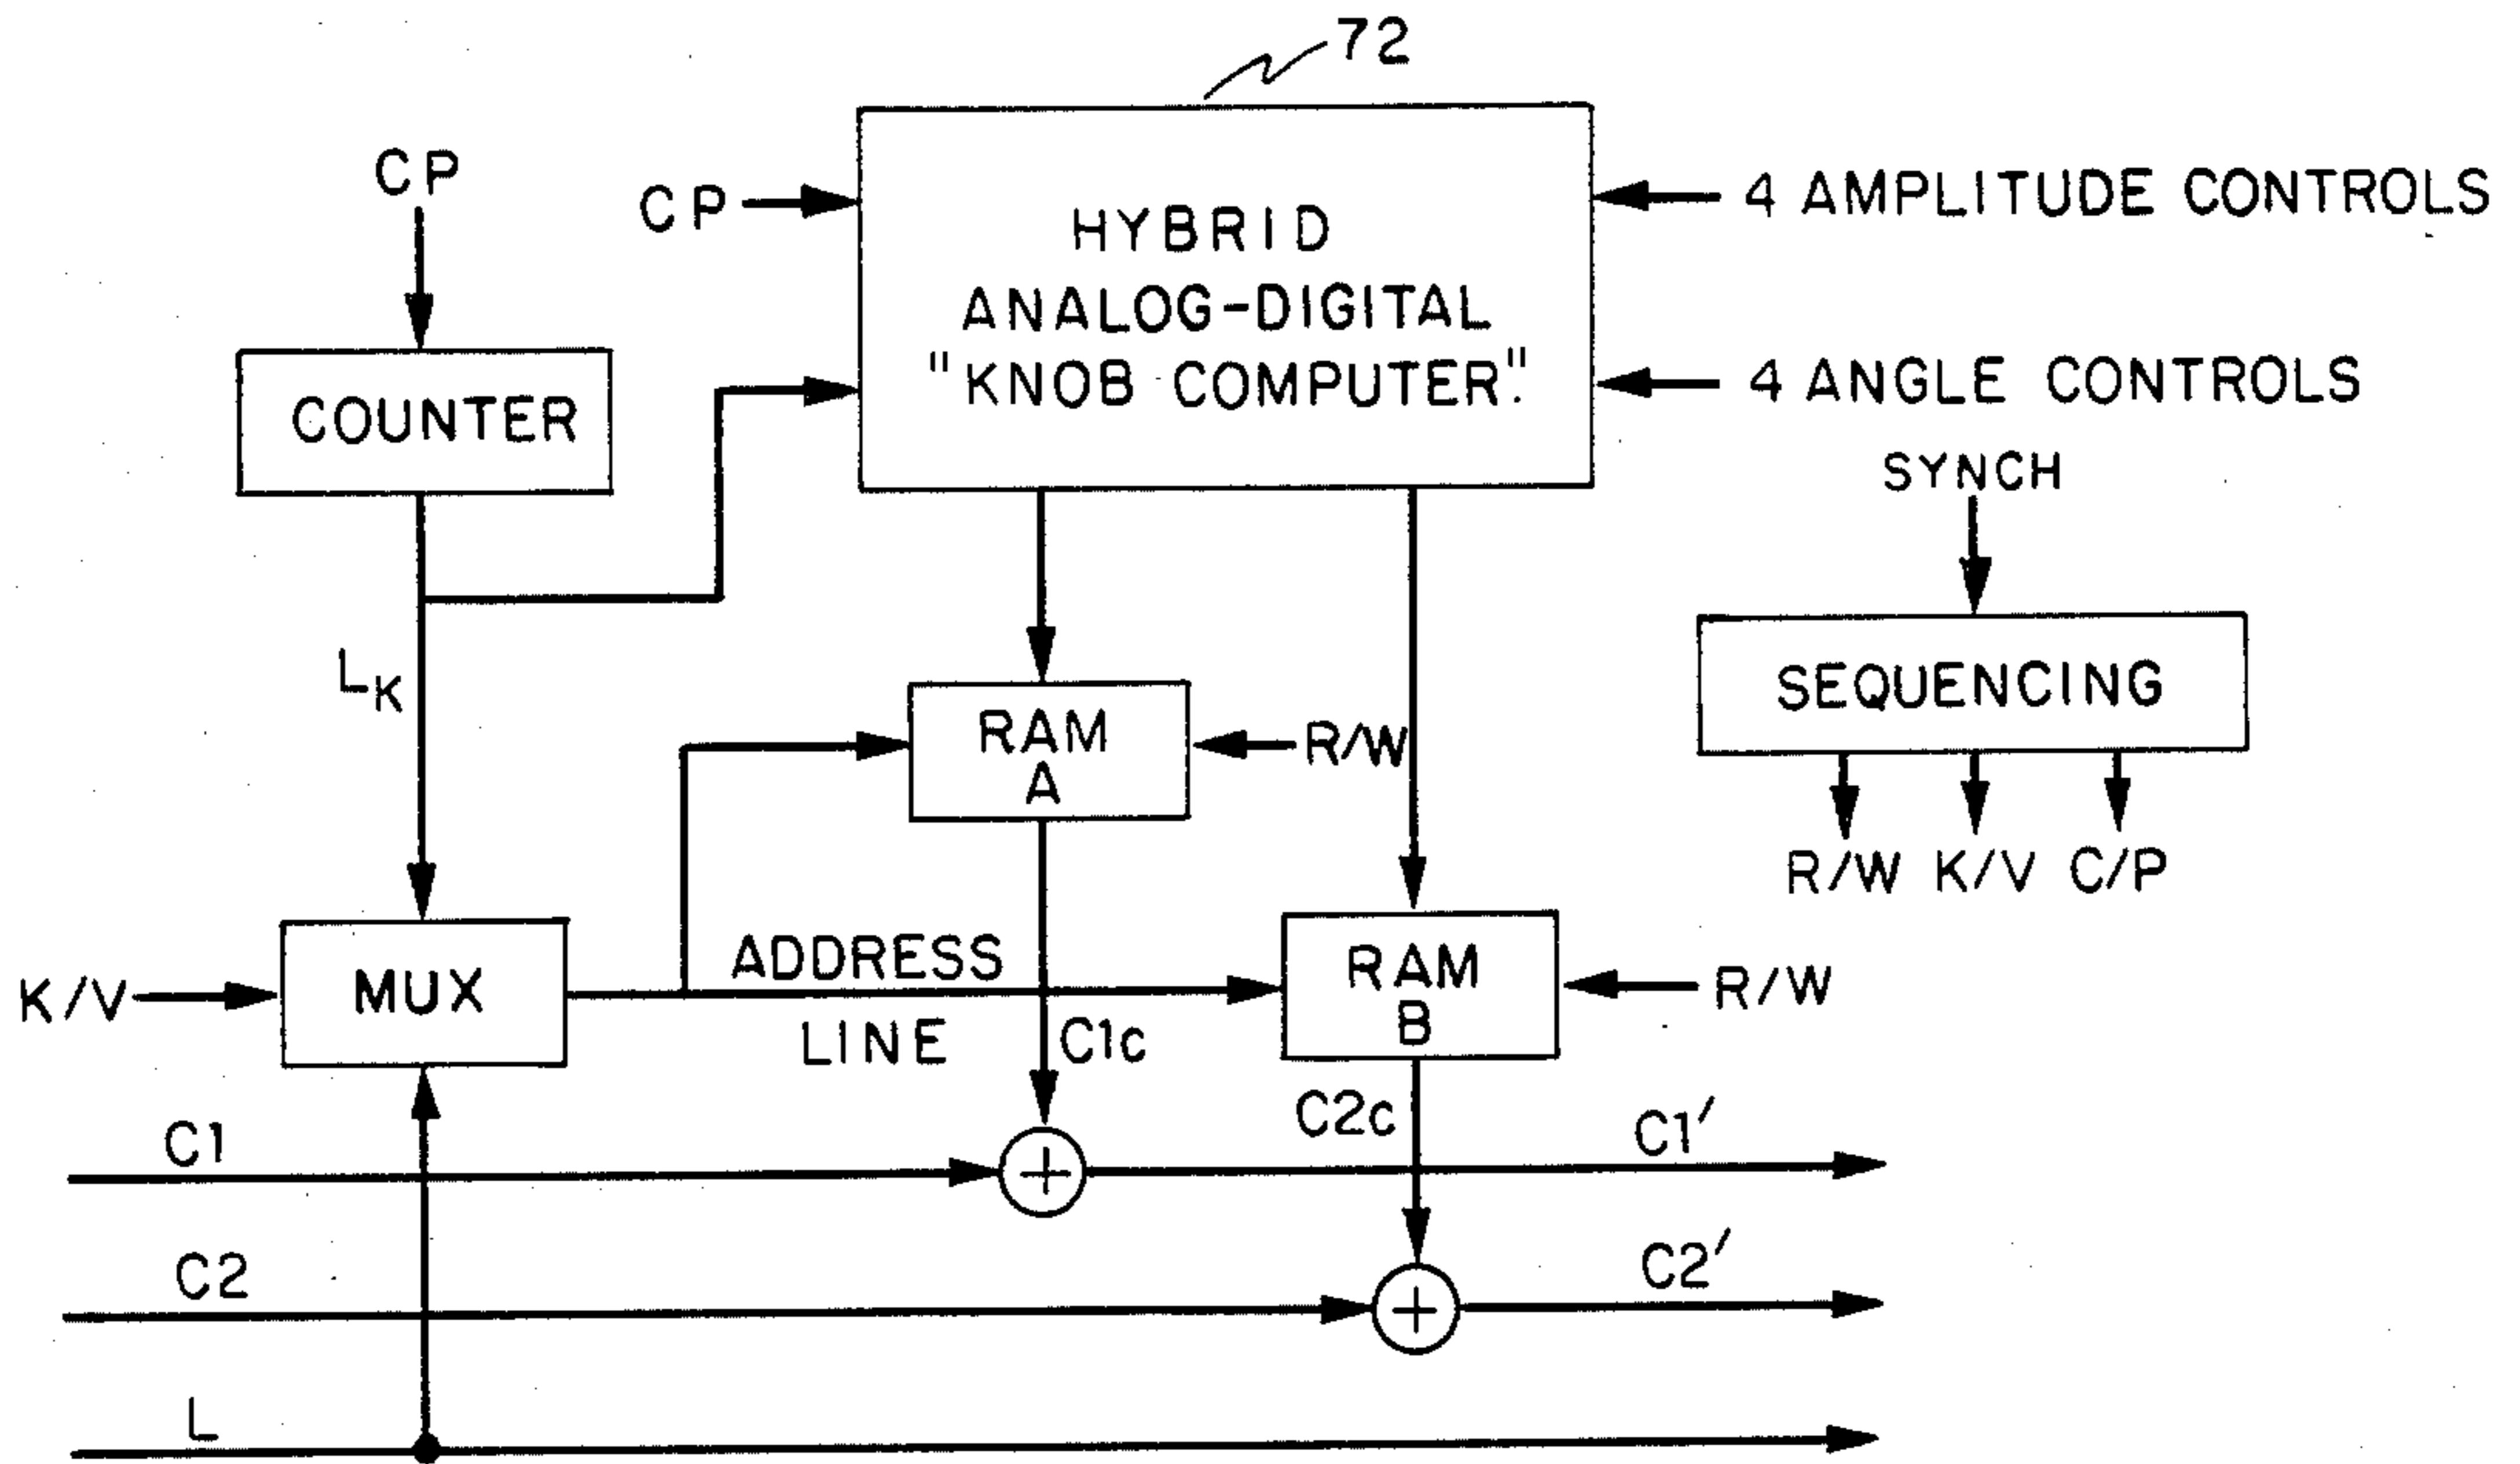 72
CP
CP
HYBRID
ANALOG-DIGITAL
"KNOB COMPUTER".
4 AMPLITUDE CONTROLS
4 ANGLE CONTROLS
COUNTER
SYNCH
LK
RAM
A
R/W
SEQUENCING
R/W K/V C/P
K/V
MUX
ADDRESS
LINE
C1c
RAM
B
R/W
C1
C2c
C1′
C2
C2′
L